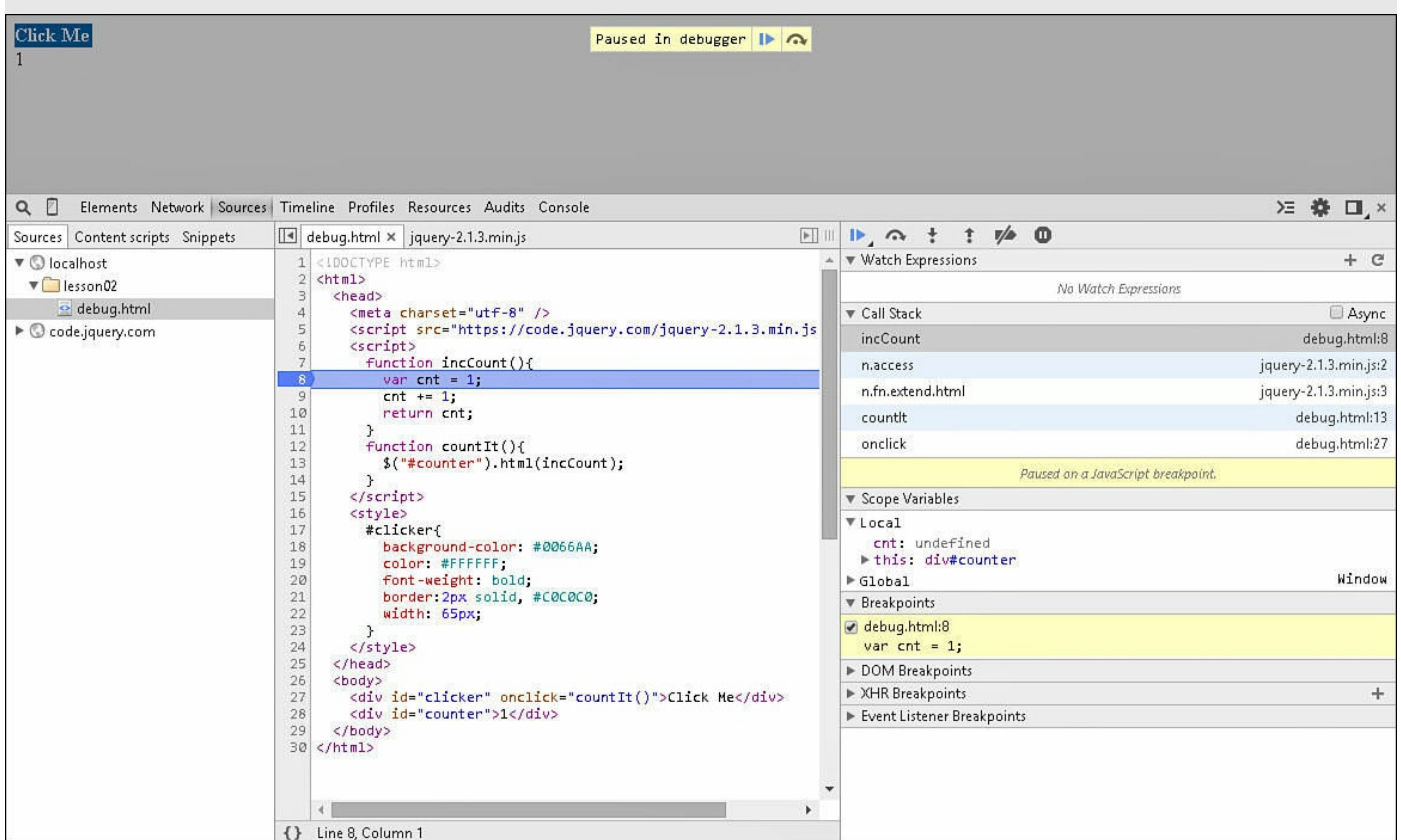 Click Me
1
Paused in debugger
Elements Network Sources Timeline Profiles Resources Audits Console
Sources Content scripts Snippets
localhost
lesson02
debug.html
code.jquery.com
debug.html × jquery-2.1.3.min.js
1 <!DOCTYPE html>
2 <html>
3 <head>
4 <meta charset="utf-8" />
5 <script src="https://code.jquery.com/jquery-2.1.3.min.js
6 <script>
7 function incCount(){
8 var cnt = 1;
9 cnt += 1;
10 return cnt;
11 }
12 function countIt(){
13 $("#counter").html(incCount);
14 }
15 </script>
16 <style>
17 #clicker{
18 background-color: #0066AA;
19 color: #FFFFFF;
20 font-weight: bold;
21 border:2px solid, #C0C0C0;
22 width: 65px;
23 }
24 </style>
25 </head>
26 <body>
27 <div id="clicker" onclick="countIt()">Click Me</div>
28 <div id="counter">1</div>
29 </body>
30 </html>
{} Line 8, Column 1
Watch Expressions
No Watch Expressions
Call Stack Async
incCount debug.html:8
n.access jquery-2.1.3.min.js:2
n.fn.extend.html jquery-2.1.3.min.js:3
countIt debug.html:13
onclick debug.html:27
Paused on a JavaScript breakpoint.
Scope Variables
Local
cnt: undefined
this: div#counter
Global Window
Breakpoints
debug.html:8
var cnt = 1;
DOM Breakpoints
XHR Breakpoints
Event Listener Breakpoints